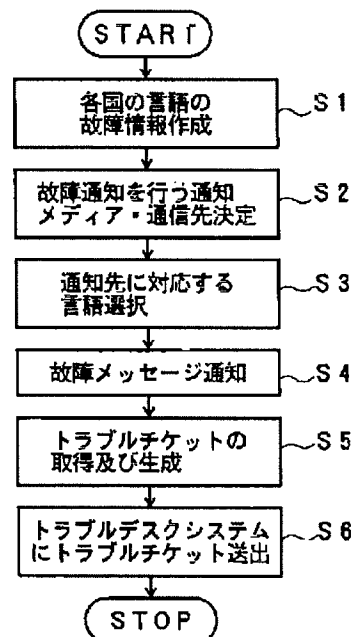 START
各国の言語の
故障情報作成
S1
故障通知を行う通知
メディア・通信先決定
S2
通知先に対応する
言語選択
S3
故障メッセージ通知
S4
トラブルチケットの
取得及び生成
S5
トラブルデスクシステム
にトラブルチケット送出
S6
STOP